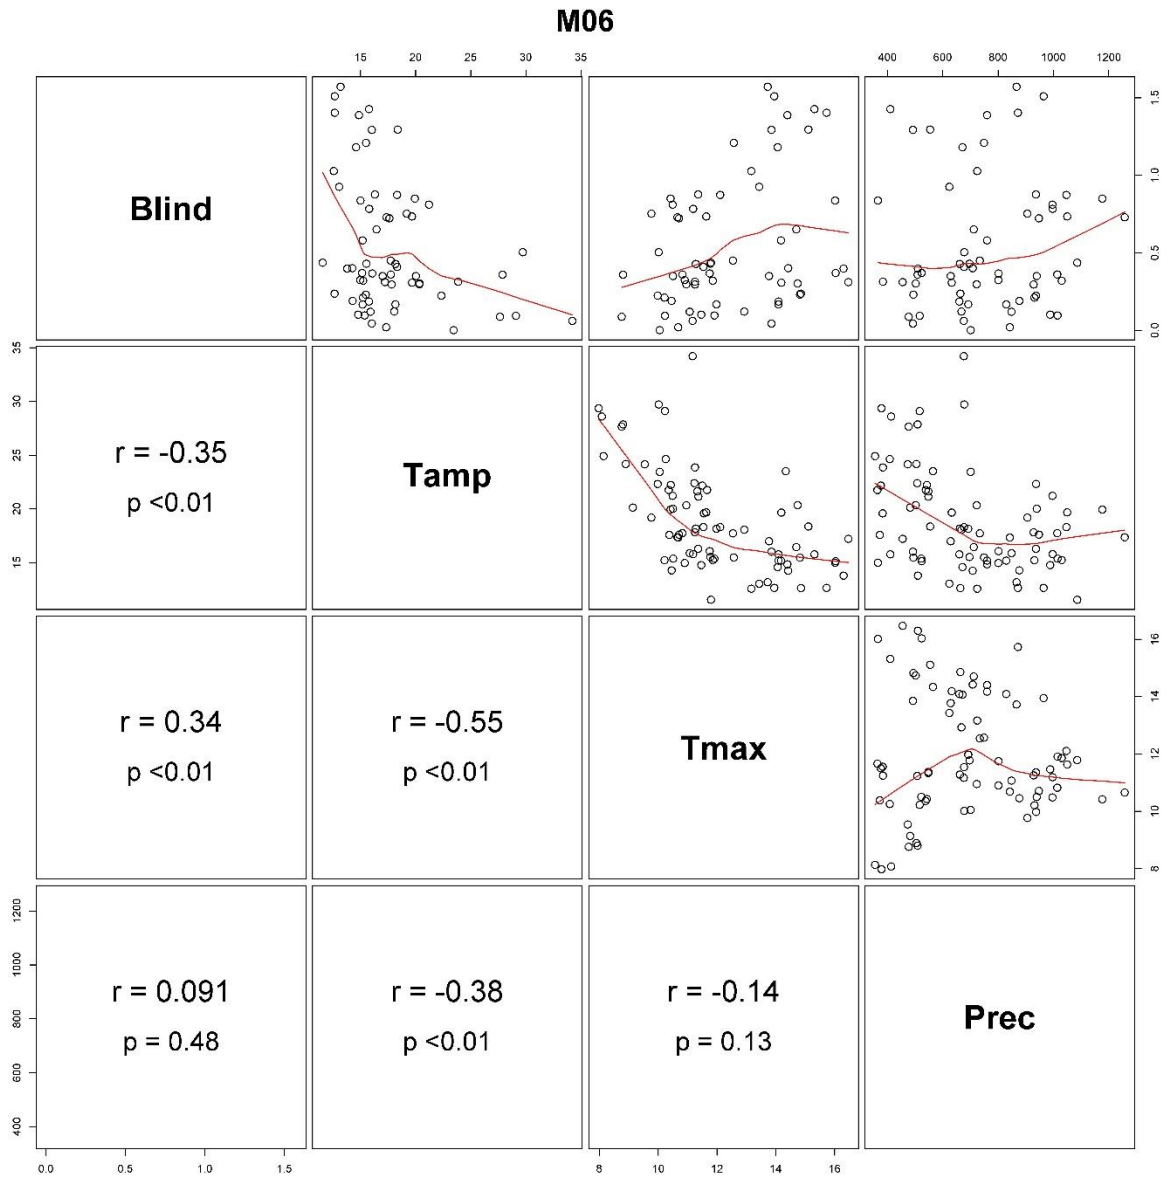 M06
15 20 25 30 35
400 600 800 1000 1200
Blind
0.0 0.5 1.0 1.5
15 20 25 30 35
r = -0.35
p <0.01
Tamp
r = 0.34
p <0.01
r = -0.55
p <0.01
Tmax
8 10 12 14 16
400 600 800 1000 1200
r = 0.091
p = 0.48
r = -0.38
p <0.01
r = -0.14
p = 0.13
Prec
0.0 0.5 1.0 1.5
8 10 12 14 16